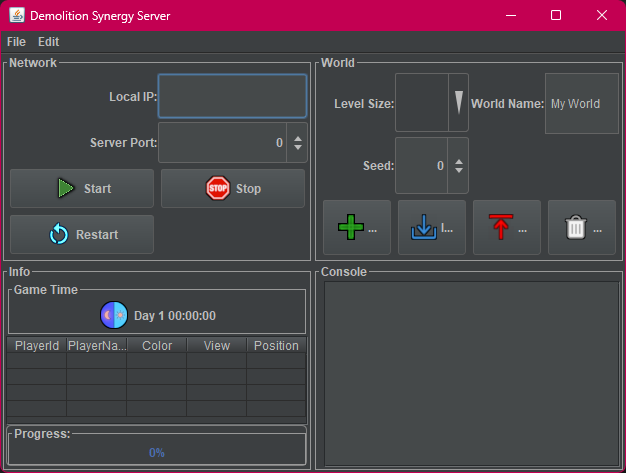 Demolition Synergy Server
File Edit
Network
Local IP:
Server Port: 0
Start
STOP Stop
Restart
World
Level Size:
World Name: My World
Seed: 0
...
I...
...
...
Info
Game Time
Day 1 00:00:00
PlayerId PlayerNa... Color View Position
Progress:
0%
Console